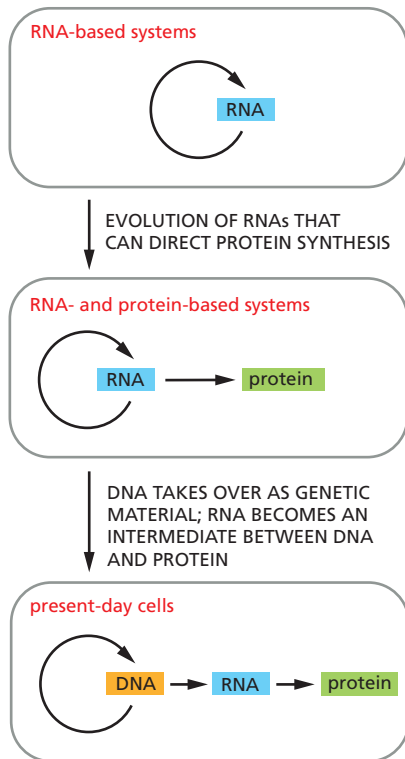 RNA-based systems
RNA
EVOLUTION OF RNAs THAT
CAN DIRECT PROTEIN SYNTHESIS
RNA- and protein-based systems
RNA protein
DNA TAKES OVER AS GENETIC
MATERIAL; RNA BECOMES AN
INTERMEDIATE BETWEEN DNA
AND PROTEIN
present-day cells
DNA RNA protein